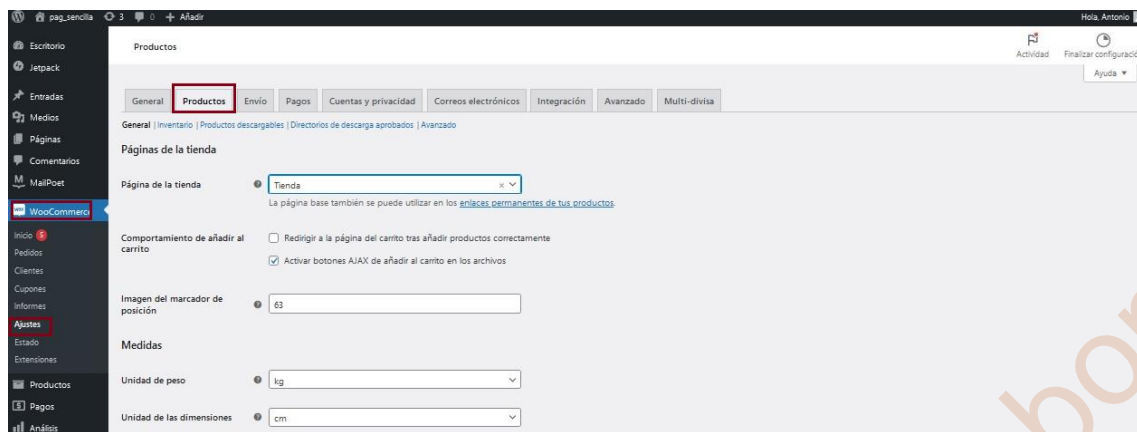 pag_sencilla 3 0 Añadir Hola, Antonio
Escritorio
Jetpack
Entradas
Medios
Páginas
Comentarios
MailPoet
WooCommerce
Inicio 5
Pedidos
Clientes
Cupones
Informes
Ajustes
Estado
Extensiones
Productos
Pagos
Análisis
Productos
Actividad Finalizar configuració
Ayuda
General Productos Envío Pagos Cuentas y privacidad Correos electrónicos Integración Avanzado Multi-divisa
General | Inventario | Productos descargables | Directorios de descarga aprobados | Avanzado
Páginas de la tienda
Página de la tienda Tienda
La página base también se puede utilizar en los enlaces permanentes de tus productos.
Comportamiento de añadir al carrito
Redirigir a la página del carrito tras añadir productos correctamente
Activar botones AJAX de añadir al carrito en los archivos
Imagen del marcador de posición
63
Medidas
Unidad de peso kg
Unidad de las dimensiones cm